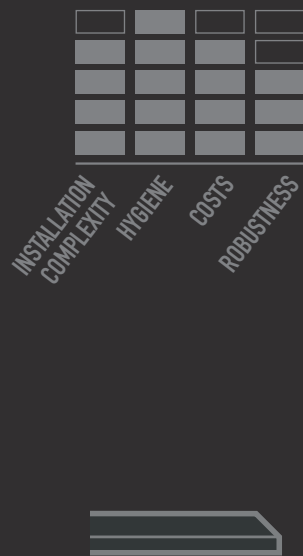 INSTALLATION
COMPLEXITY
HYGIENE
COSTS
ROBUSTNESS